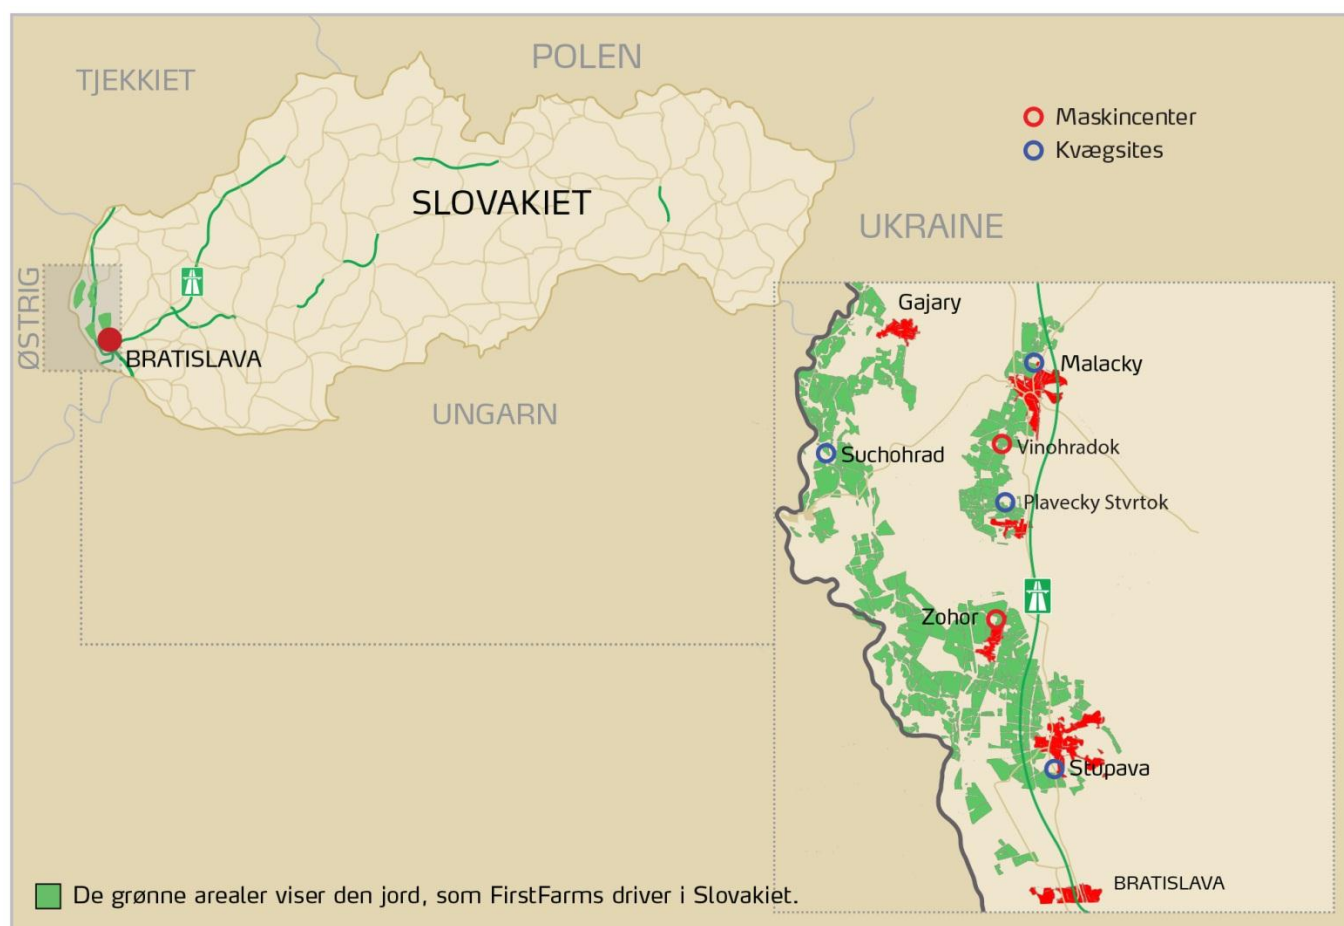 POLEN
TJEKKIET
Maskincenter
Kvægsites
SLOVAKIET
UKRAINE
ØSTRIG
BRATISLAVA
UNGARN
Gajary
Malacky
Vinohradok
Suchohrad
Plavecky Stvrtok
Zohor
Stupava
BRATISLAVA
De grønne arealer viser den jord, som FirstFarms driver i Slovakiet.